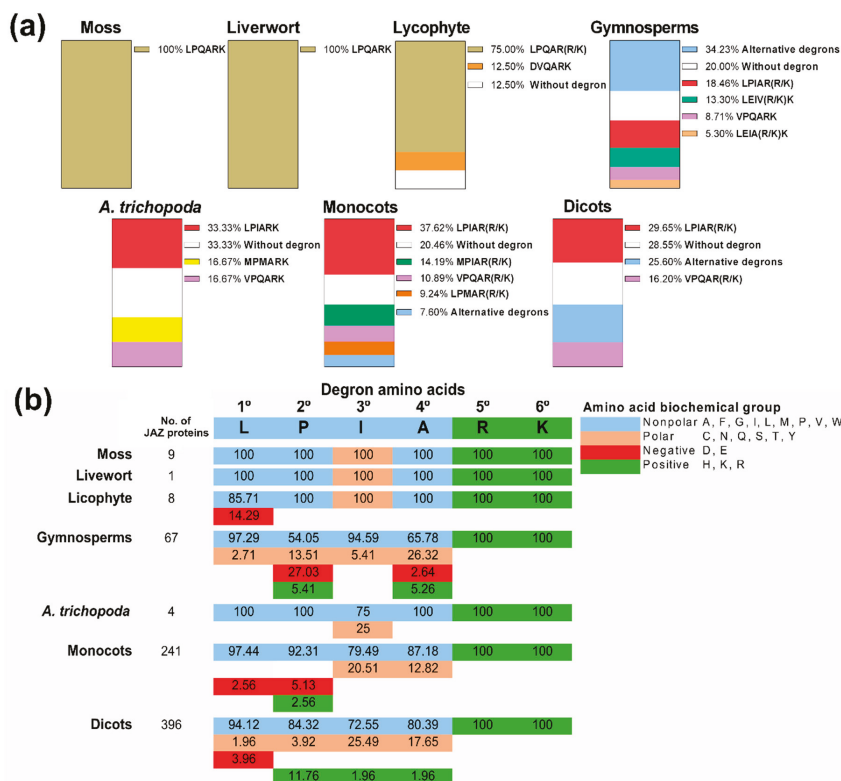 (a)
Moss
100% LPQARK
Liverwort
100% LPQARK
Lycophyte
75.00% LPQAR(R/K)
12.50% DVQARK
12.50% Without degron
Gymnosperms
34.23% Alternative degrons
20.00% Without degron
18.46% LPIAR(R/K)
13.30% LEIV(R/K)K
8.71% VPQARK
5.30% LEIA(R/K)K
A. trichopoda
33.33% LPIARK
33.33% Without degron
16.67% MPMARK
16.67% VPQARK
Monocots
37.62% LPIAR(R/K)
20.46% Without degron
14.19% MPIAR(R/K)
10.89% VPQAR(R/K)
9.24% LPMAR(R/K)
7.60% Alternative degrons
Dicots
29.65% LPIAR(R/K)
28.55% Without degron
25.60% Alternative degrons
16.20% VPQAR(R/K)
(b)
Degron amino acids
No. of
JAZ proteins
1º 2º 3º 4º 5º 6º
L P I A R K
Moss 9 100 100 100 100 100 100
Livewort 1 100 100 100 100 100 100
Licophyte 8 85.71 100 100 100 100 100
14.29
Gymnosperms 67 97.29 54.05 94.59 65.78 100 100
2.71 13.51 5.41 26.32
27.03 2.64
5.41 5.26
A. trichopoda 4 100 100 75 100 100 100
25
Monocots 241 97.44 92.31 79.49 87.18 100 100
20.51 12.82
2.56 5.13
2.56
Dicots 396 94.12 84.32 72.55 80.39 100 100
1.96 3.92 25.49 17.65
3.96
11.76 1.96 1.96
Amino acid biochemical group
Nonpolar A, F, G, I, L, M, P, V, W
Polar C, N, Q, S, T, Y
Negative D, E
Positive H, K, R